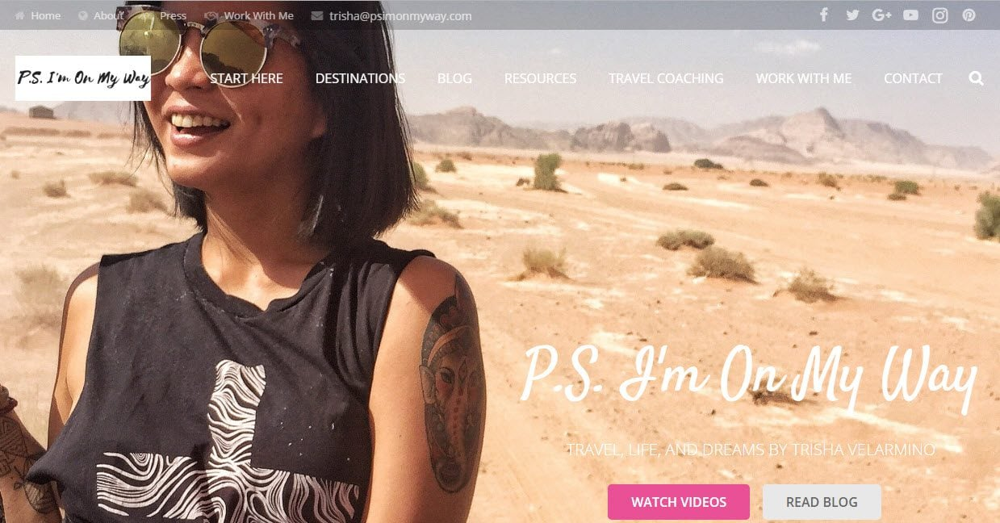 Home About Press Work With Me trisha@psimonmyway.com
P.S. I'm On My Way
START HERE DESTINATIONS BLOG RESOURCES TRAVEL COACHING WORK WITH ME CONTACT
P.S. I'm On My Way
TRAVEL, LIFE, AND DREAMS BY TRISHA VELARMINO
WATCH VIDEOS READ BLOG